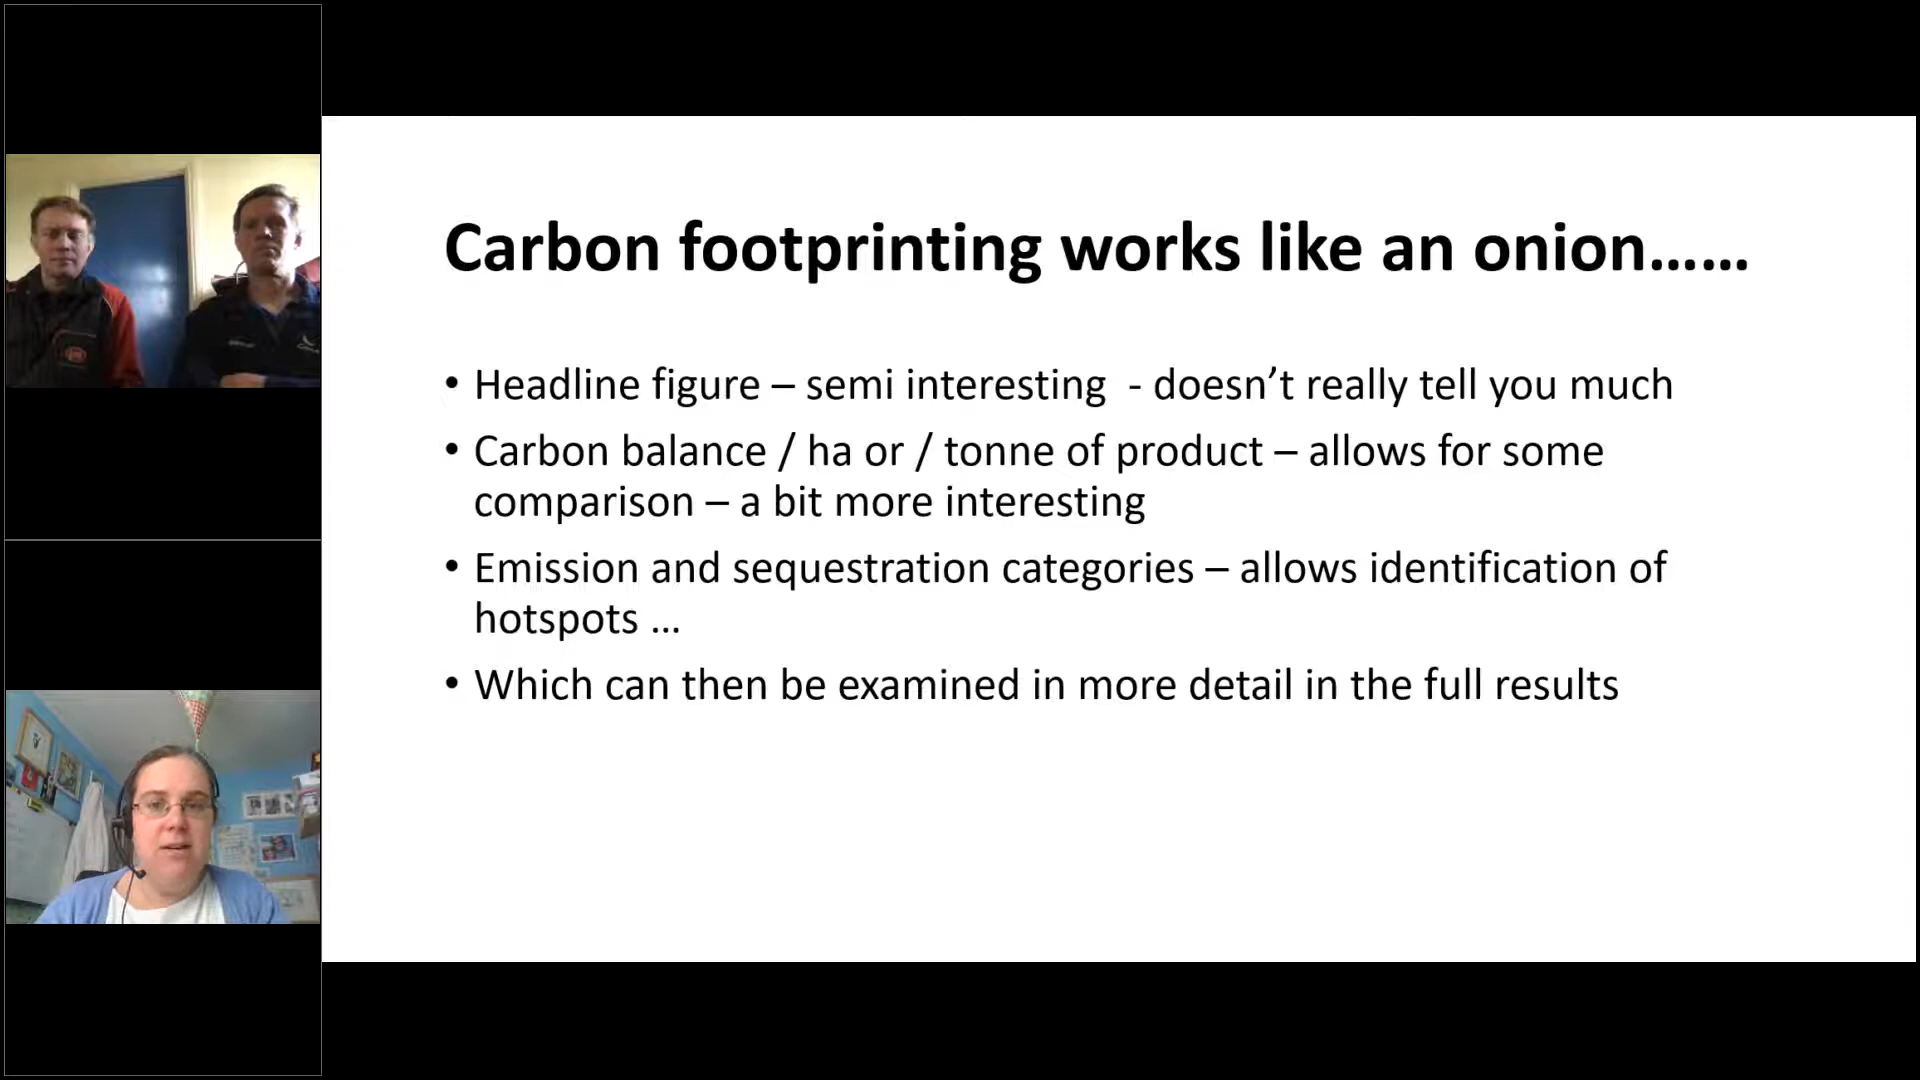 Carbon footprinting works like an onion……
• Headline figure – semi interesting  - doesn’t really tell you much
• Carbon balance / ha or / tonne of product – allows for some
comparison – a bit more interesting
• Emission and sequestration categories – allows identification of
hotspots …
• Which can then be examined in more detail in the full results